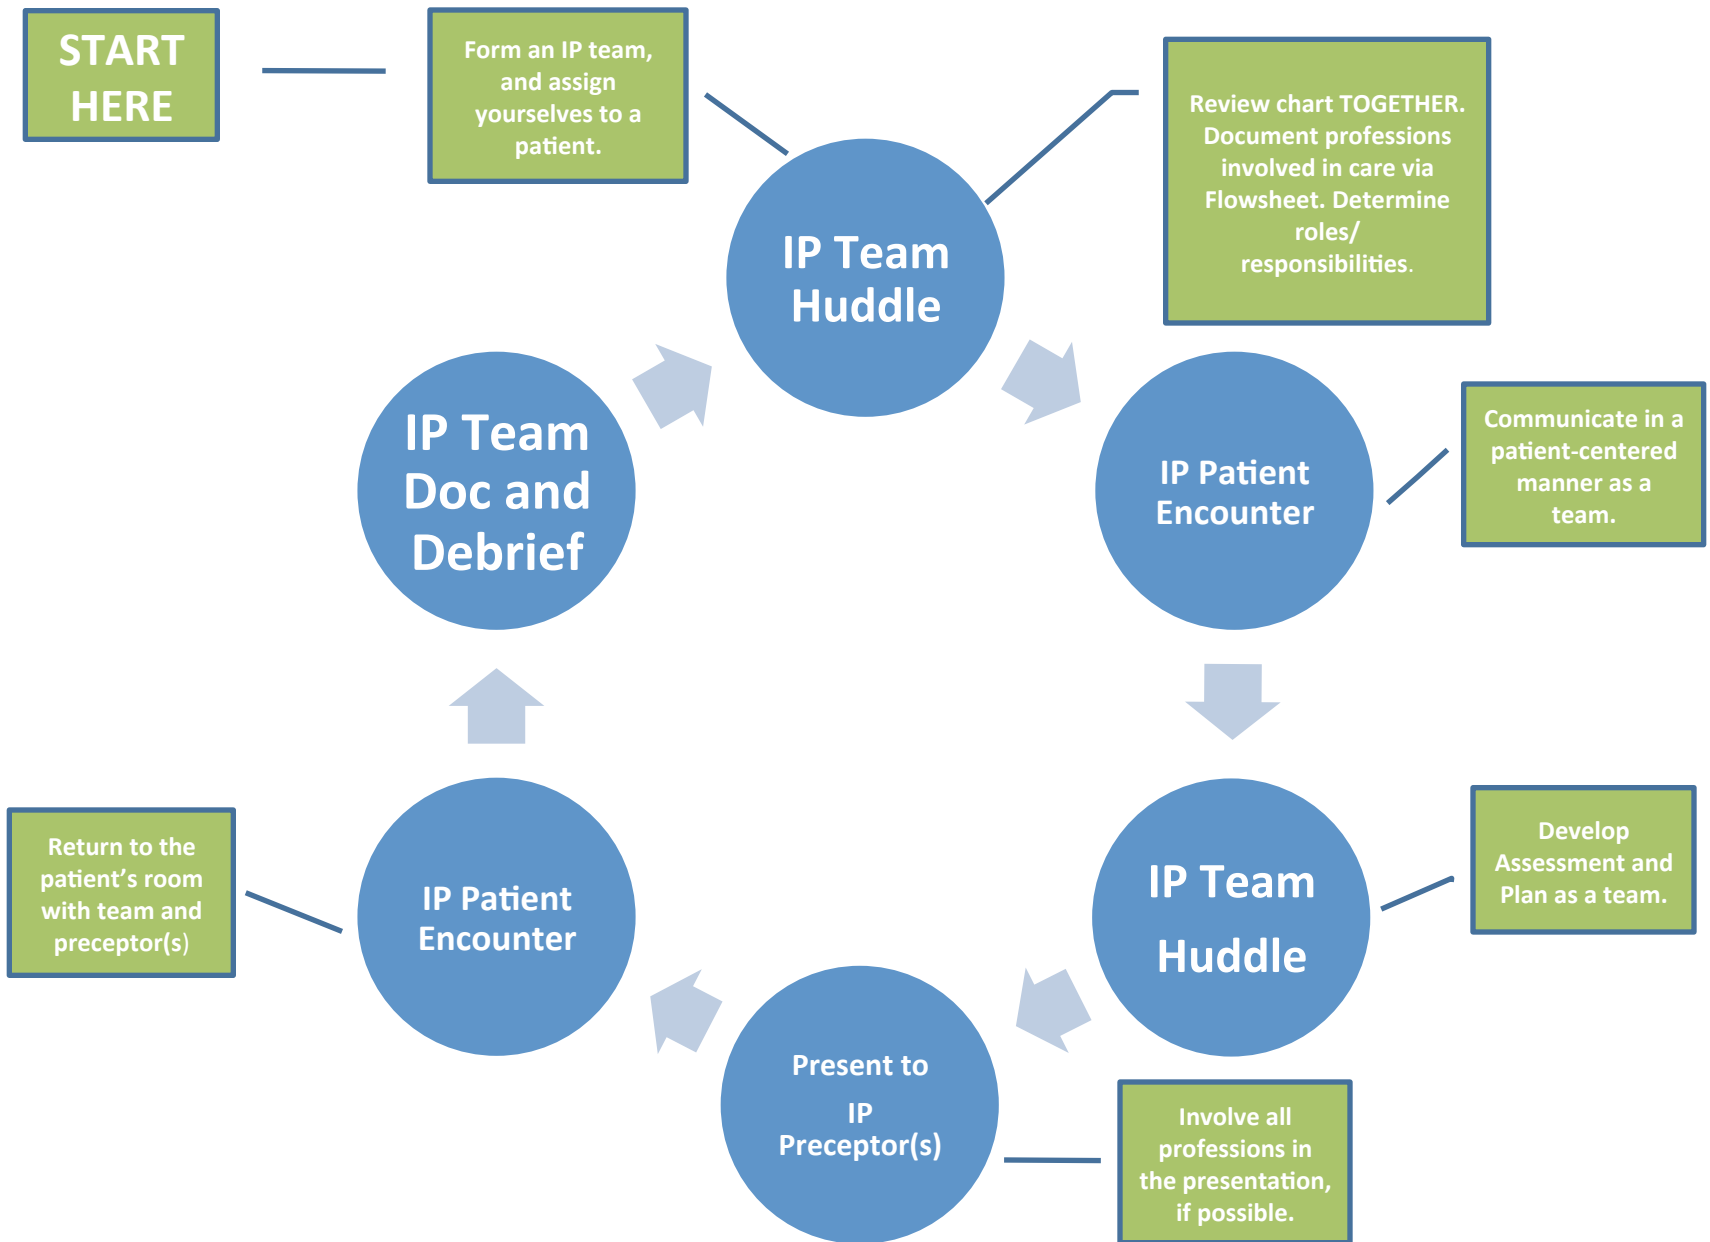 START
HERE
Form an IP team,
and assign
yourselves to a
patient.
IP Team
Huddle
Review chart TOGETHER.
Document professions
involved in care via
Flowsheet. Determine
roles/
responsibilities.
IP Patient
Encounter
Communicate in a
patient-centered
manner as a
team.
IP Team
Huddle
Develop
Assessment and
Plan as a team.
Present to
IP
Preceptor(s)
Involve all
professions in
the presentation,
if possible.
IP Patient
Encounter
Return to the
patient’s room
with team and
preceptor(s)
IP Team
Doc and
Debrief